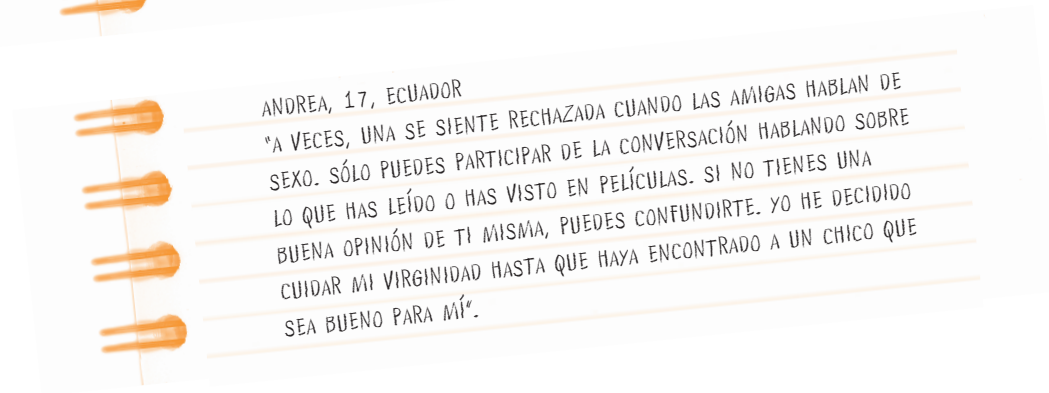 ANDREA, 17, ECUADOR
"A VECES, UNA SE SIENTE RECHAZADA CUANDO LAS AMIGAS HABLAN DE
SEXO. SÓLO PUEDES PARTICIPAR DE LA CONVERSACIÓN HABLANDO SOBRE
LO QUE HAS LEÍDO O HAS VISTO EN PELÍCULAS. SI NO TIENES UNA
BUENA OPINIÓN DE TI MISMA, PUEDES CONFUNDIRTE. YO HE DECIDIDO
CUIDAR MI VIRGINIDAD HASTA QUE HAYA ENCONTRADO A UN CHICO QUE
SEA BUENO PARA MÍ".